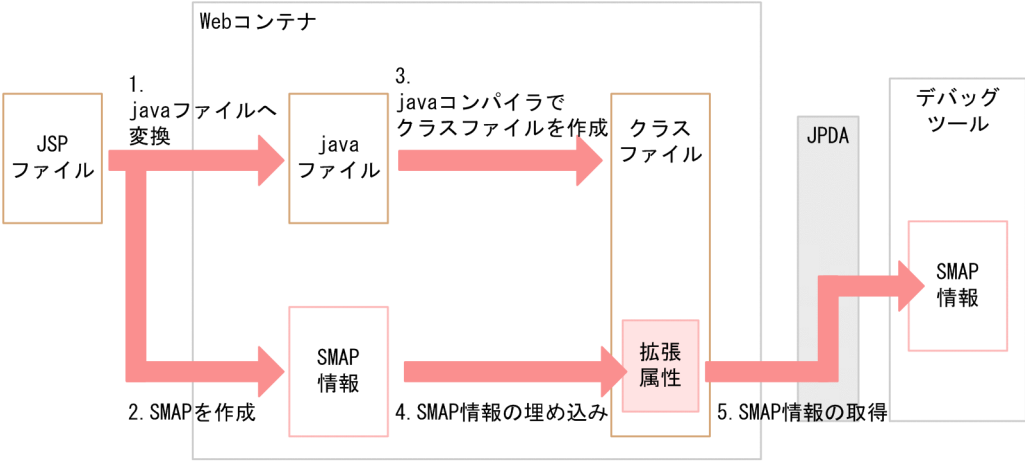 Webコンテナ
1.
javaファイルへ
変換
3.
javaコンパイラで
クラスファイルを作成
JSP
ファイル
java
ファイル
クラス
ファイル
JPDA
デバッグ
ツール
SMAP
情報
2.SMAPを作成
4.SMAP情報の埋め込み
拡張
属性
5.SMAP情報の取得
SMAP
情報